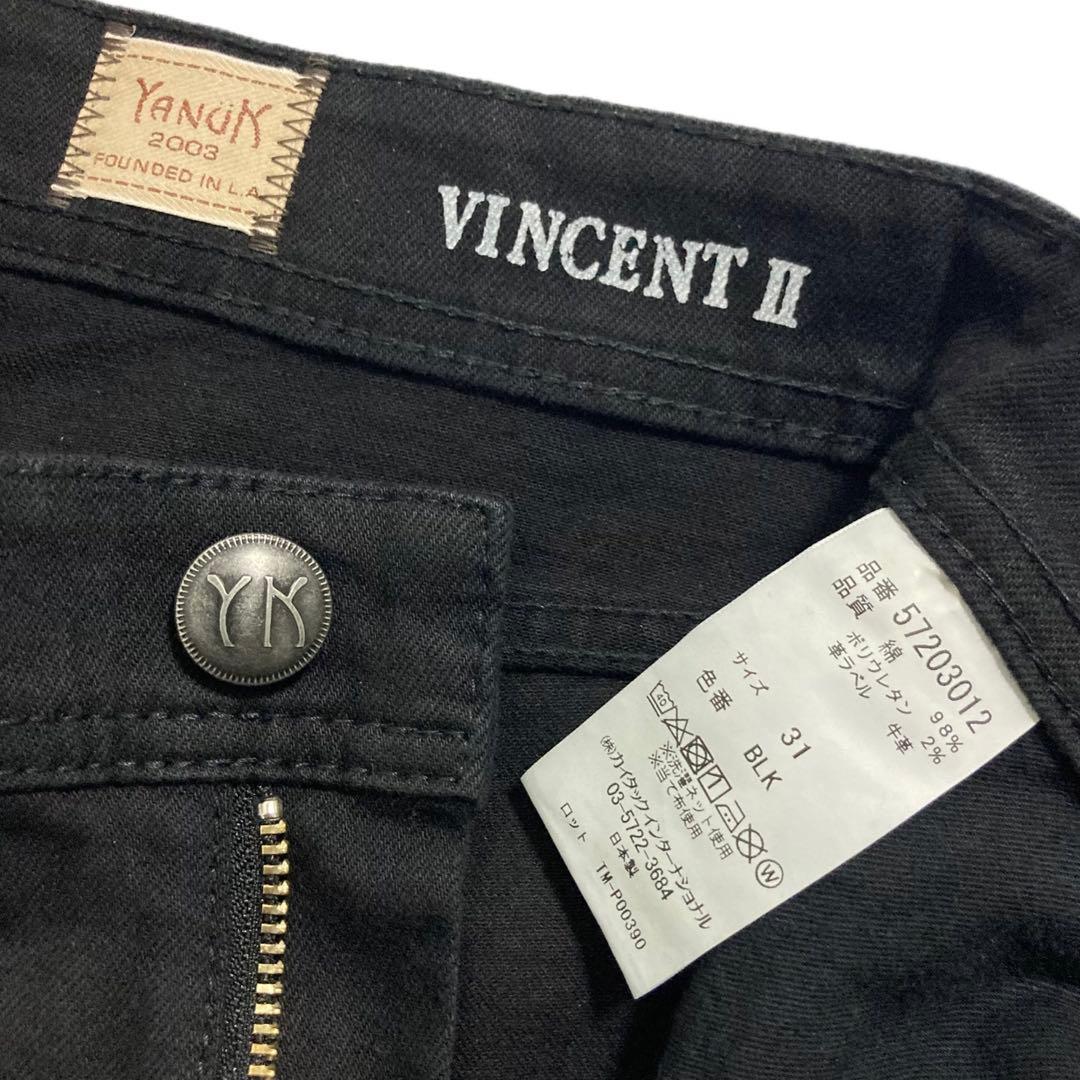 YANÜK
2003
FOUNDED IN L.A.
VINCENT II
YK
品番 57203012
品質 綿 98%
ポリウレタン 2%
革ラベル 牛革
サイズ 31
色番 BLK
40
W
※洗濯ネット使用
※当て布使用
(株)カイタックインターナショナル
03-5722-3684
日本製
ロット TM-P00390